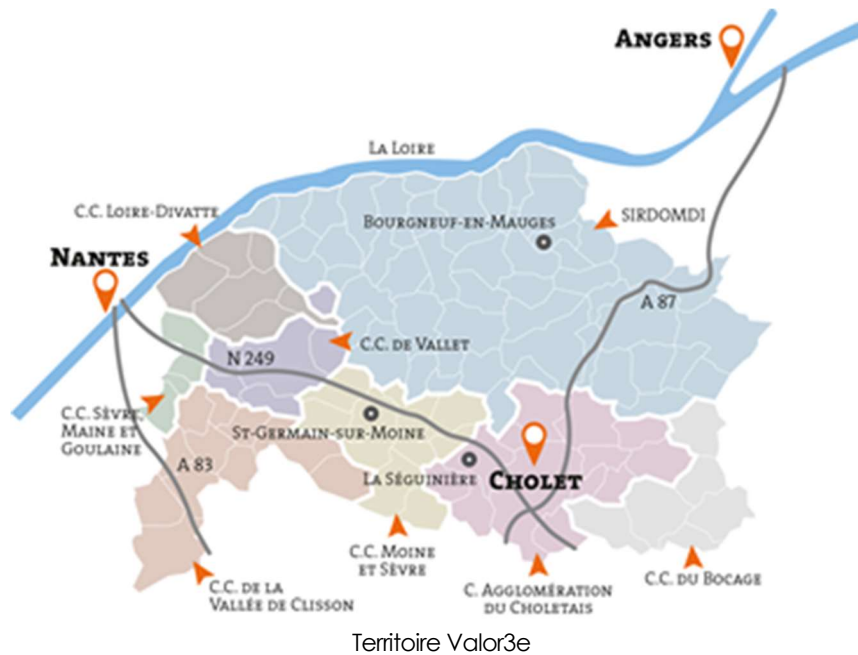 ANGERS
LA LOIRE
C.C. LOIRE-DIVATTE
BOURGNEUF-EN-MAUGES
SIRDOMDI
NANTES
A 87
C.C. DE VALLET
N 249
C.C. SÈVRE,
MAINE ET
GOULAINE
ST-GERMAIN-SUR-MOINE
A 83
LA SÉGUINIÈRE
CHOLET
C.C. MOINE
ET SÈVRE
C.C. DE LA
VALLÉE DE CLISSON
C. AGGLOMÉRATION
DU CHOLETAIS
C.C. DU BOCAGE
Territoire Valor3e